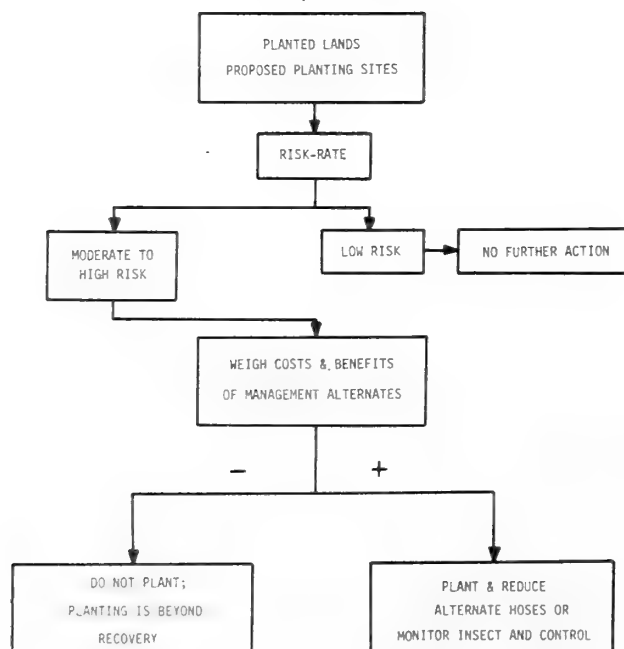 PLANTED LANDS
PROPOSED PLANTING SITES
RISK-RATE
MODERATE TO
HIGH RISK
LOW RISK
NO FURTHER ACTION
WEIGH COSTS & BENEFITS
OF MANAGEMENT ALTERNATES
- +
DO NOT PLANT;
PLANTING IS BEYOND
RECOVERY
PLANT & REDUCE
ALTERNATE HOSES OR
MONITOR INSECT AND CONTROL